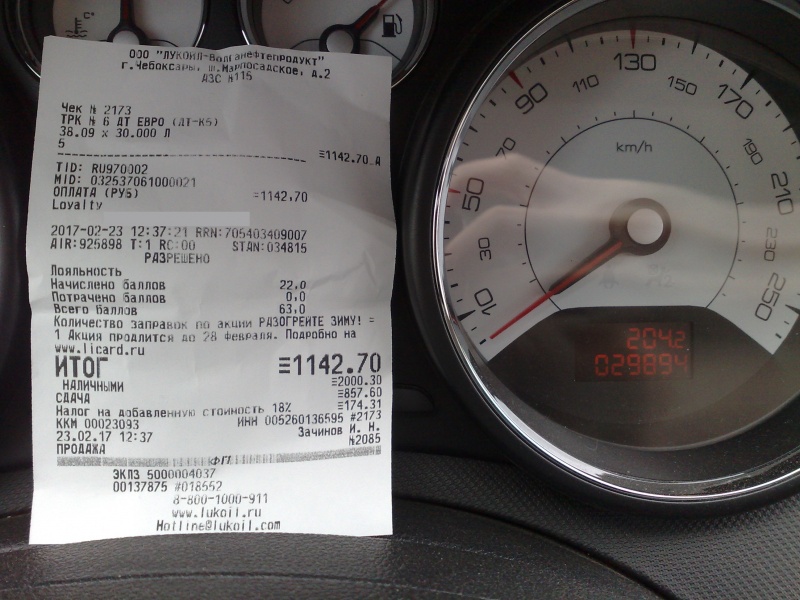 ООО "ЛУКОЙЛ-Волганефтепродукт"
г.Чебоксары, ш.Марпосадское, д.2
АЗС №115
Чек № 2173
ТРК № 6 ДТ ЕВРО (ДТ-К5)
38.09 x 30.000 Л
5
≡1142.70_А
TID: RU970002
MID: 032537061000021
ОПЛАТА (РУБ) =1142,70
Loyalty
2017-02-23 12:37:21 RRN:705403409007
AIR:925898 T:1 RC:00 STAN:034815
РАЗРЕШЕНО
Лояльность
Начислено баллов 22,0
Потрачено баллов 0,0
Всего баллов 63,0
Количество заправок по акции РАЗОГРЕЙТЕ ЗИМУ! =
1 Акция продлится до 28 февраля. Подробно на
www.licard.ru
ИТОГ ≡1142.70
НАЛИЧНЫМИ ≡2000.30
СДАЧА ≡857.60
Налог на добавленную стоимость 18% ≡174.31
ККМ 00023093 ИНН 005260136595 #2173
23.02.17 12:37 Зачинов И. Н.
ПРОДАЖА №2085
ФП
ЭКЛЗ 5000004037
00137875 #018552
8-800-1000-911
www.lukoil.ru
Hotline@lukoil.com
10
30
50
70
90
110
130
150
170
190
210
230
250
km/h
204.2
029894